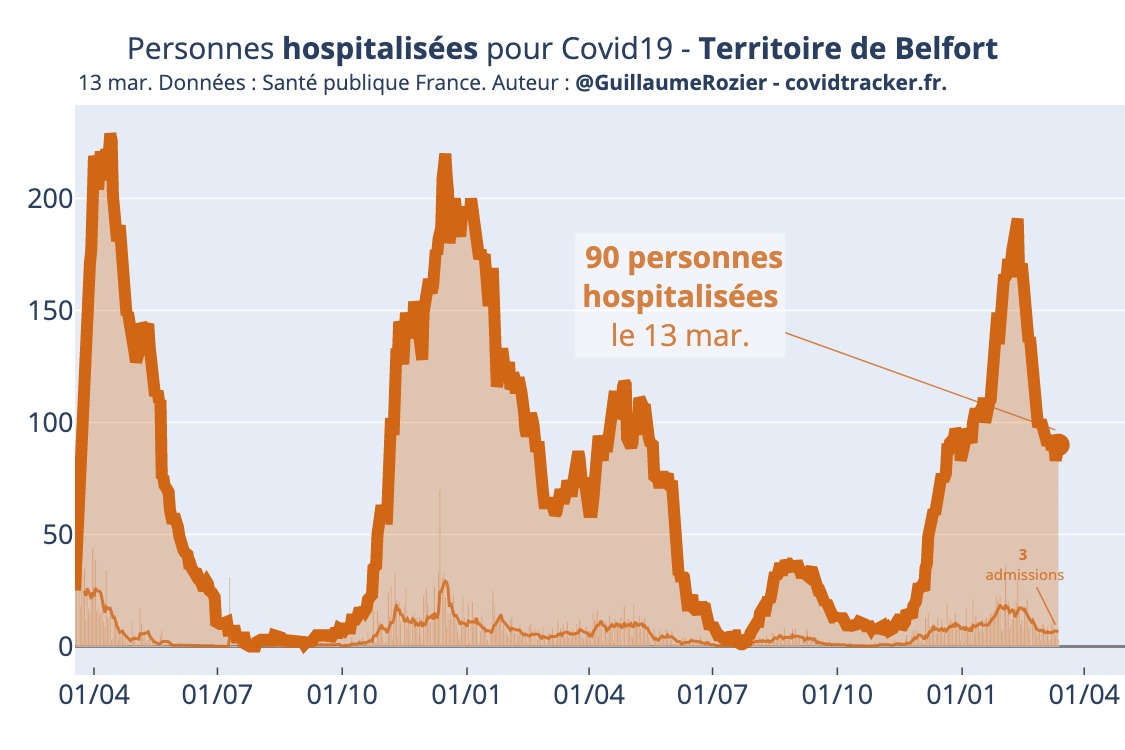 Personnes hospitalisées pour Covid19 - Territoire de Belfort
13 mar. Données : Santé publique France. Auteur : @GuillaumeRozier - covidtracker.fr.
200
90 personnes
hospitalisées
le 13 mar.
150
100
50
3
admissions
0
01/04 01/07 01/10 01/01 01/04 01/07 01/10 01/01 01/04